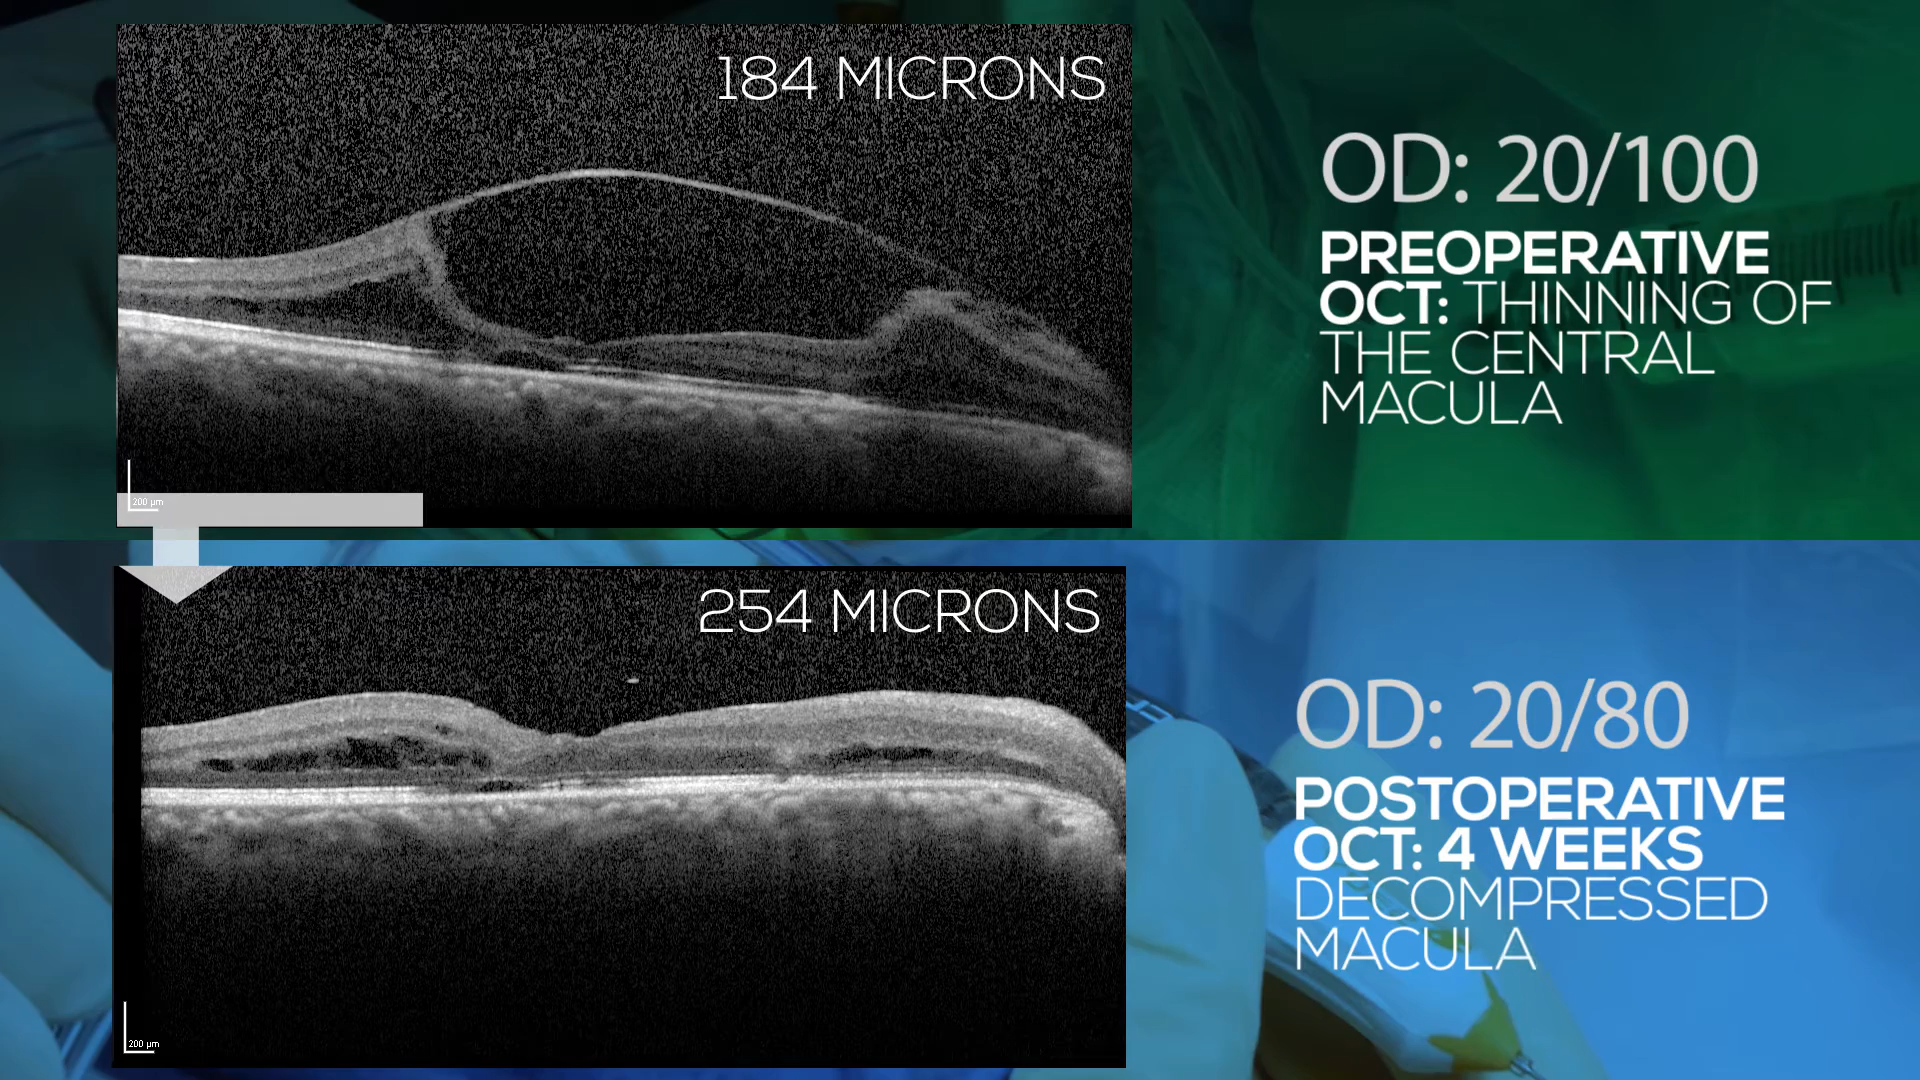 184 MICRONS
OD: 20/100
PREOPERATIVE
OCT: THINNING OF
THE CENTRAL
MACULA
200 µm
254 MICRONS
OD: 20/80
POSTOPERATIVE
OCT: 4 WEEKS
DECOMPRESSED
MACULA
200 µm